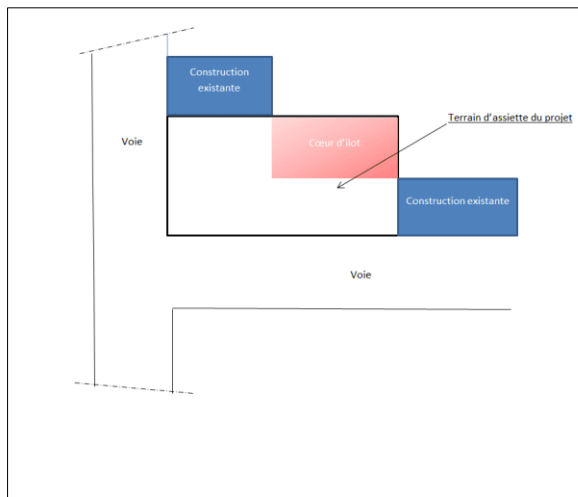 Construction
existante
Terrain d'assiette du projet
Voie
Cœur d'ilot
Construction existante
Voie